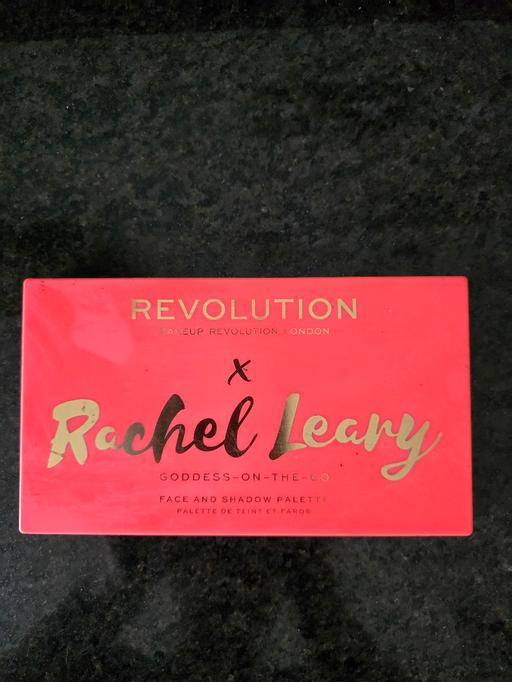 REVOLUTION
MAKEUP REVOLUTION LONDON
X
Rachel Leary
GODDESS-ON-THE-GO
FACE AND SHADOW PALETTE
PALETTE DE TEINT ET FARDS